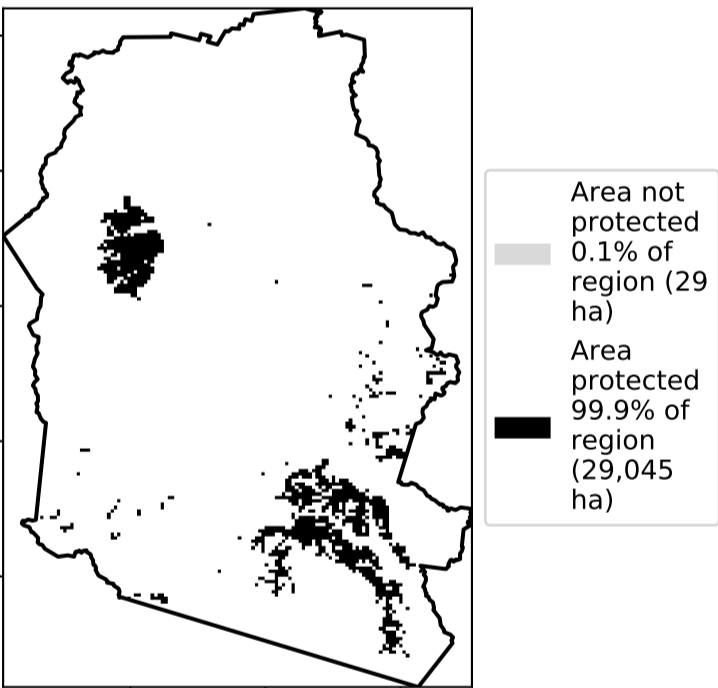 Area not
protected
0.1% of
region (29
ha)
Area
protected
99.9% of
region
(29,045
ha)